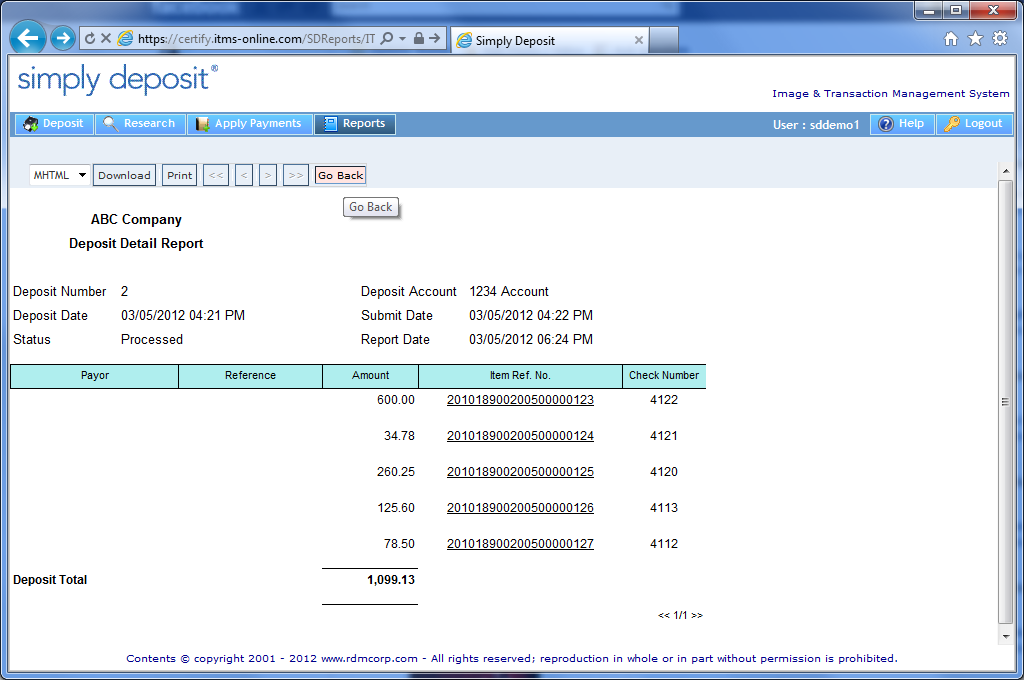 https://certify.itms-online.com/SDReports/IT
Simply Deposit
simply deposit®
Image & Transaction Management System
Deposit Research Apply Payments Reports User : sddemo1 Help Logout
MHTML Download Print << < > >> Go Back
Go Back
ABC Company
Deposit Detail Report
Deposit Number 2 Deposit Account 1234 Account
Deposit Date 03/05/2012 04:21 PM Submit Date 03/05/2012 04:22 PM
Status Processed Report Date 03/05/2012 06:24 PM
Payor Reference Amount Item Ref. No. Check Number
600.00 201018900200500000123 4122
34.78 201018900200500000124 4121
260.25 201018900200500000125 4120
125.60 201018900200500000126 4113
78.50 201018900200500000127 4112
Deposit Total 1,099.13
<< 1/1 >>
Contents © copyright 2001 - 2012 www.rdmcorp.com - All rights reserved; reproduction in whole or in part without permission is prohibited.